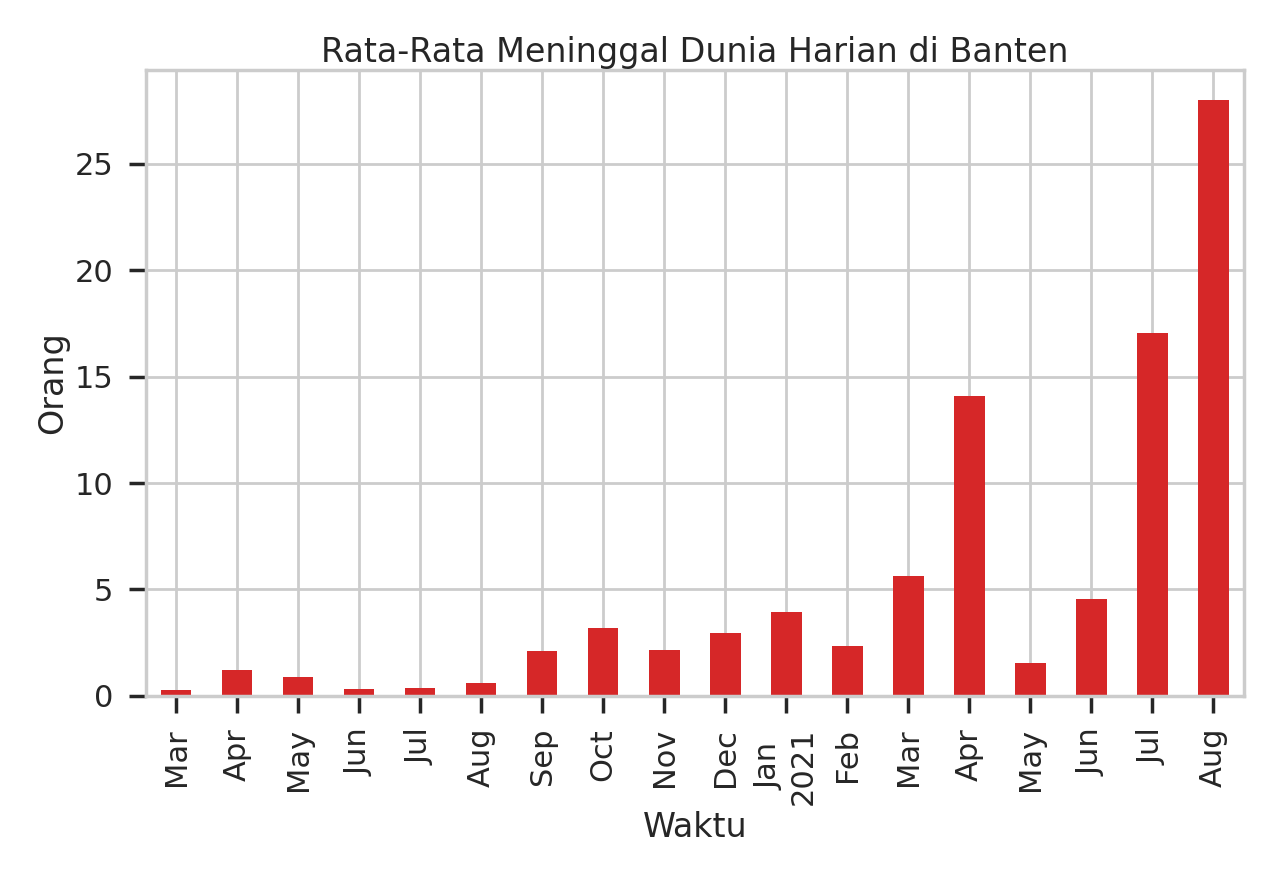 Rata-Rata Meninggal Dunia Harian di Banten
Orang
25
20
15
10
5
0
Mar
Apr
May
Jun
Jul
Aug
Sep
Oct
Nov
Dec
Jan
2021
Feb
Mar
Apr
May
Jun
Jul
Aug
Waktu